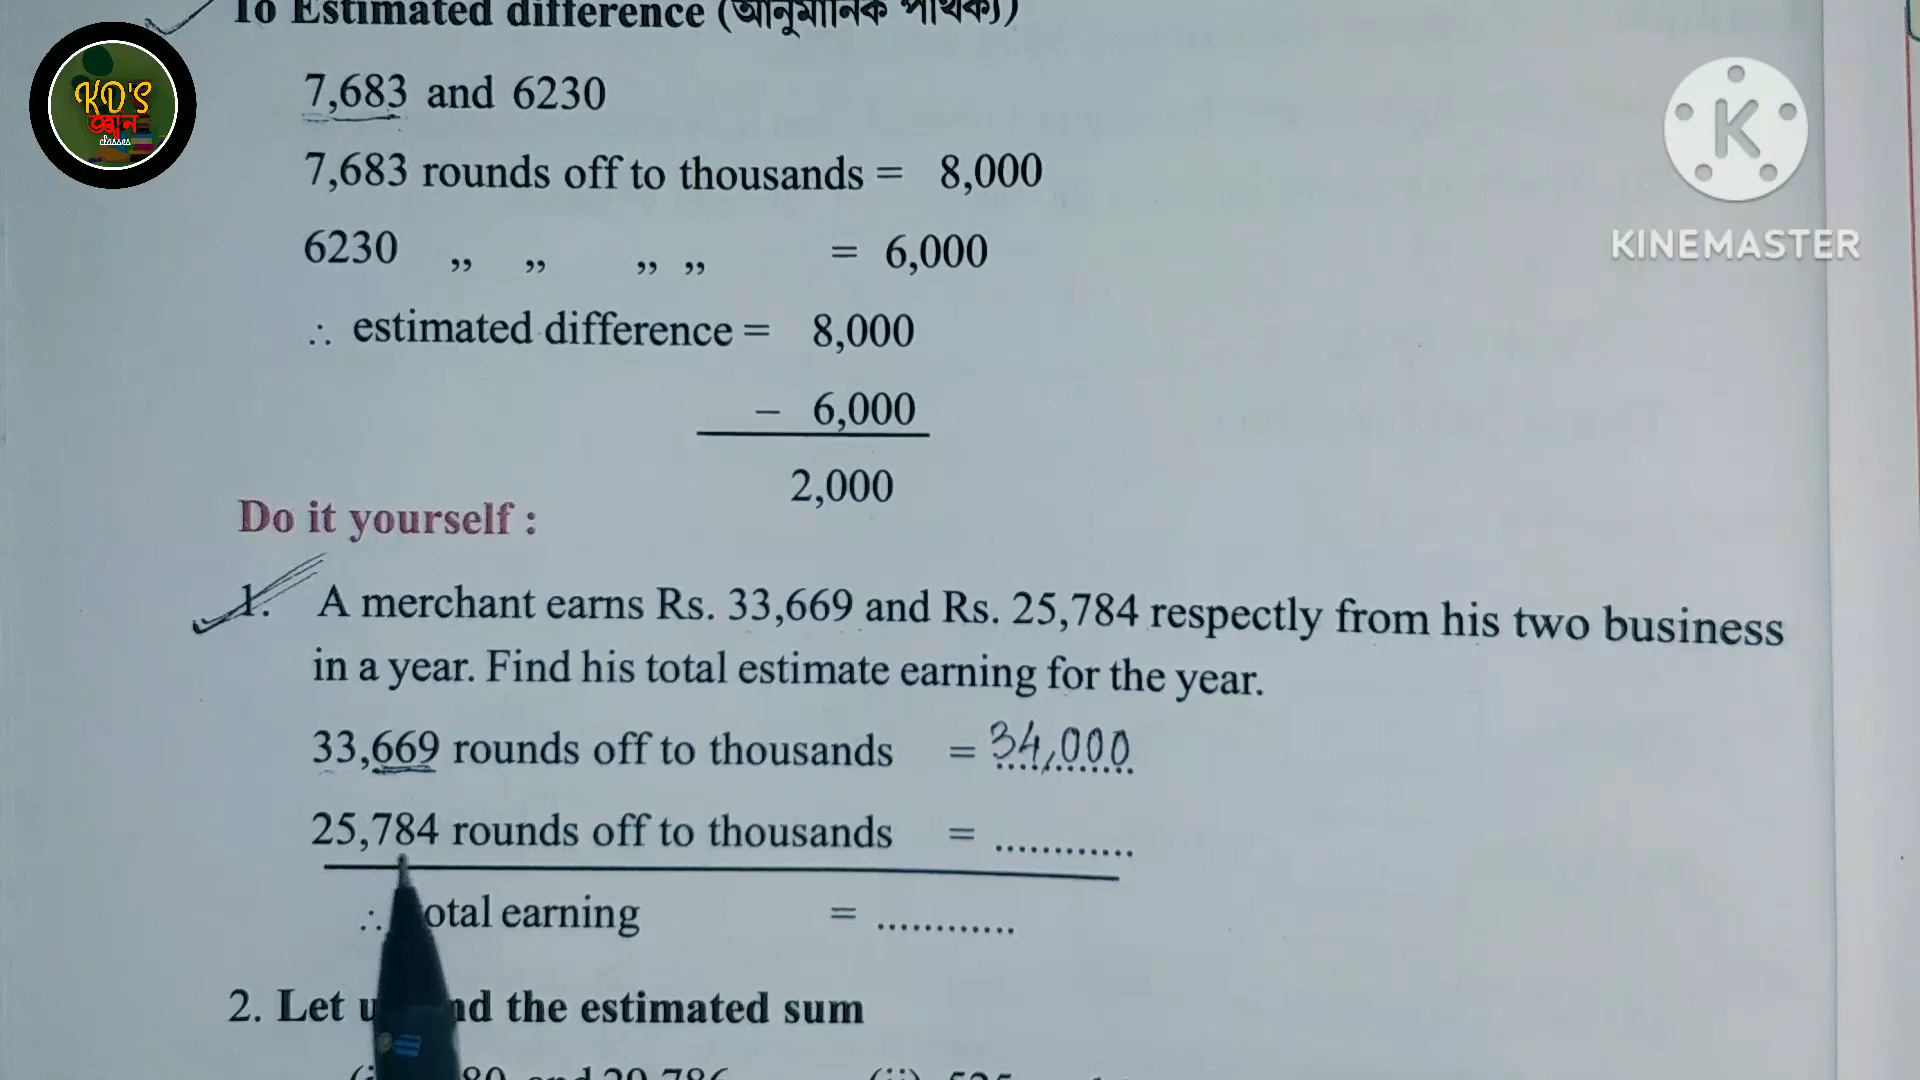 To Estimated difference (আনুমানিক পার্থক্য)
KD'S
জ্ঞান
classes
7,683 and 6230
7,683 rounds off to thousands = 8,000
6230 ,, ,, ,, ,, = 6,000
∴ estimated difference = 8,000
– 6,000
2,000
KINEMASTER
Do it yourself :
1. A merchant earns Rs. 33,669 and Rs. 25,784 respectly from his two business
in a year. Find his total estimate earning for the year.
33,669 rounds off to thousands = 34,000
25,784 rounds off to thousands = ............
∴ otal earning = ............
2. Let u nd the estimated sum